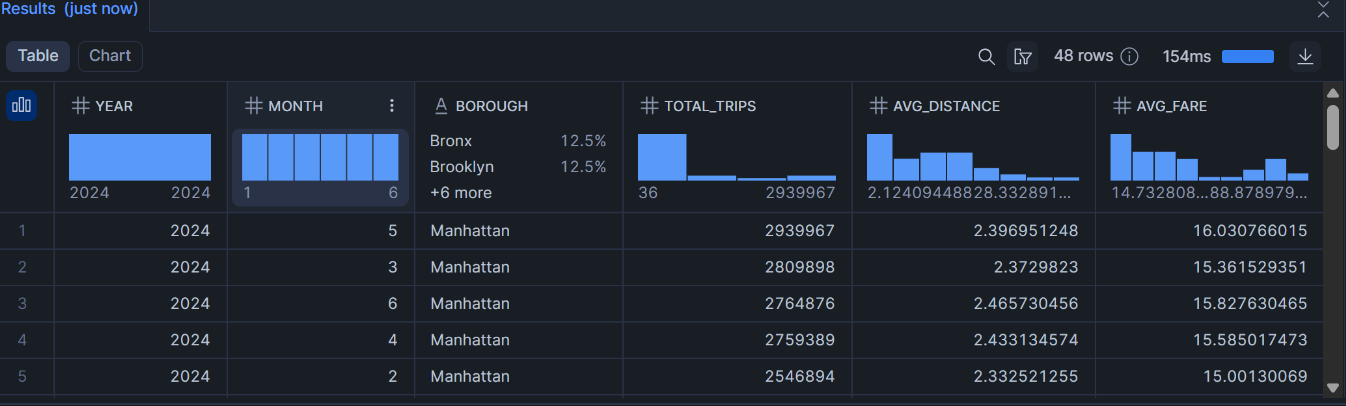 Results (just now)
Table Chart 48 rows 154ms
YEAR MONTH BOROUGH TOTAL_TRIPS AVG_DISTANCE AVG_FARE
Bronx 12.5%
Brooklyn 12.5%
2024 2024 1 6 +6 more 36 2939967 2.12409448828.332891... 14.732808...88.878979...
1 2024 5 Manhattan 2939967 2.396951248 16.030766015
2 2024 3 Manhattan 2809898 2.3729823 15.361529351
3 2024 6 Manhattan 2764876 2.465730456 15.827630465
4 2024 4 Manhattan 2759389 2.433134574 15.585017473
5 2024 2 Manhattan 2546894 2.332521255 15.00130069